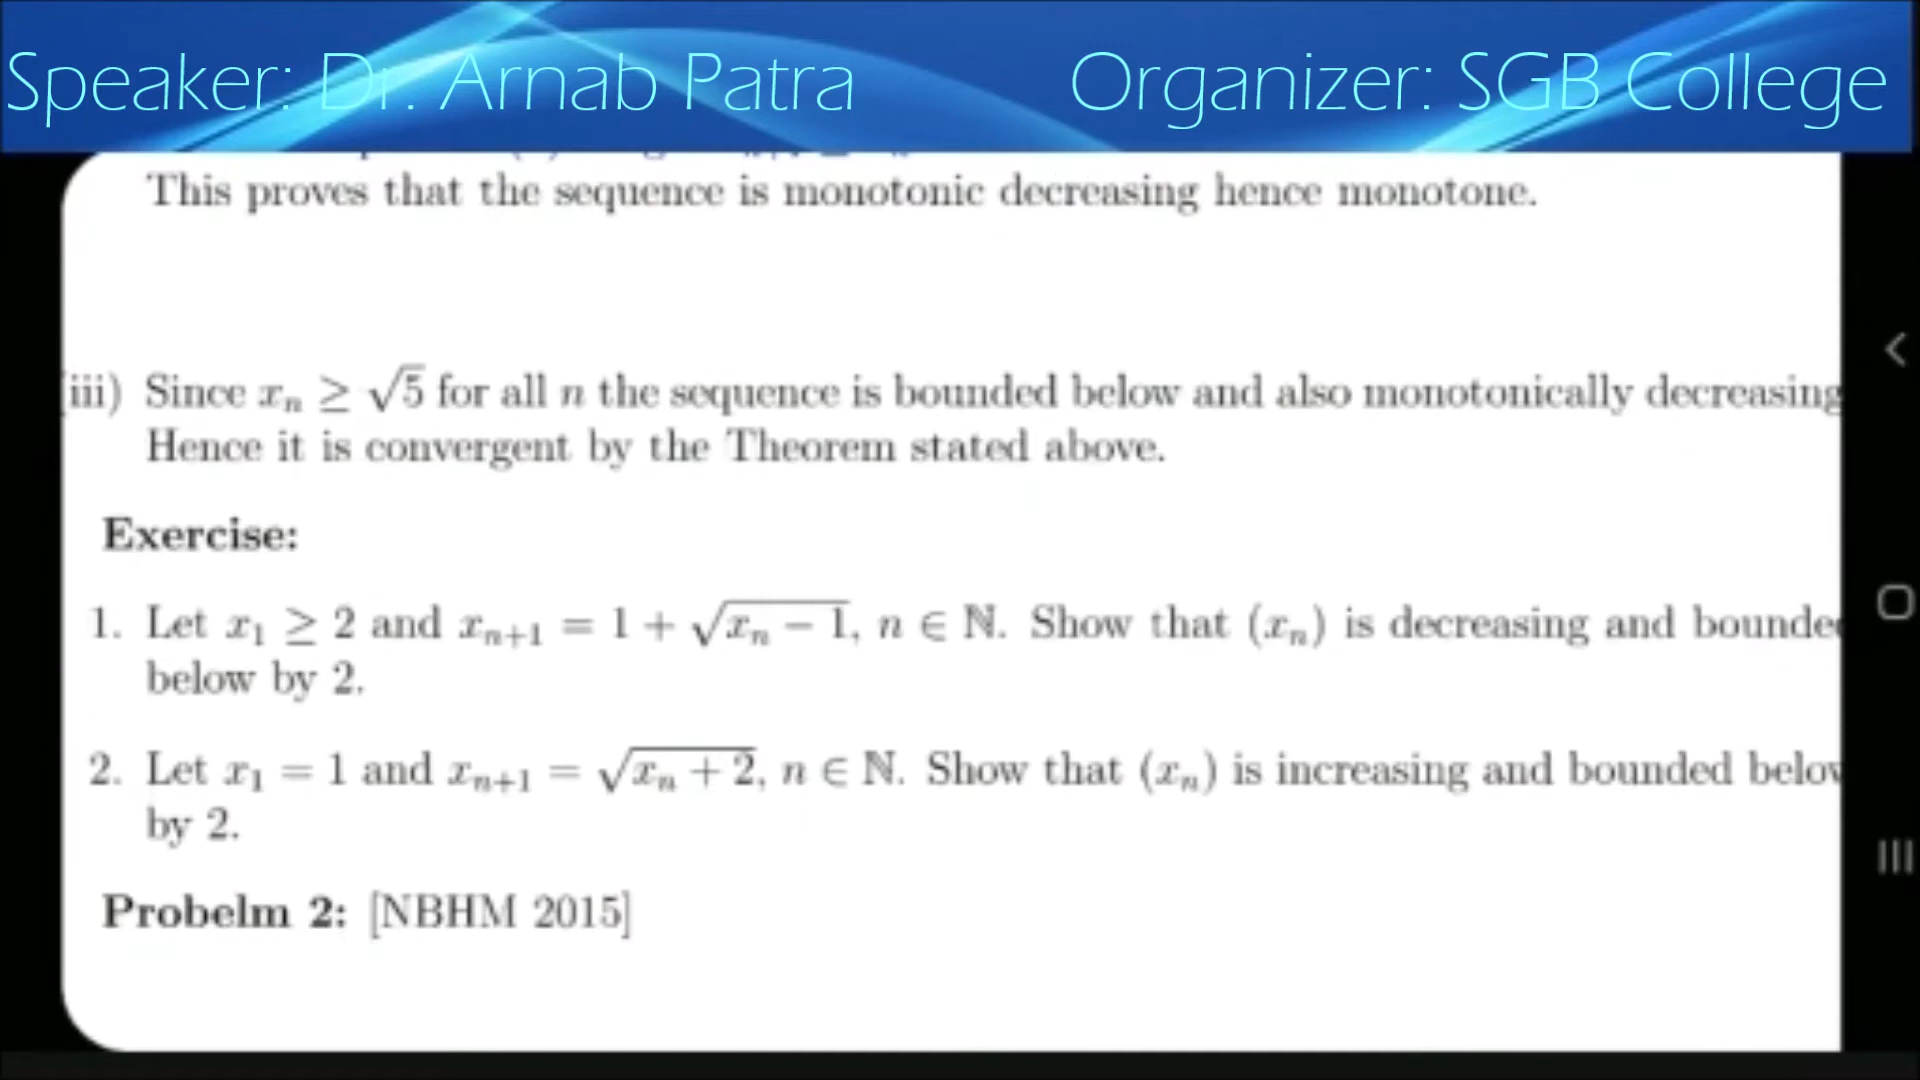 Speaker: Dr. Arnab Patra Organizer: SGB College
This proves that the sequence is monotonic decreasing hence monotone.
iii) Since xₙ ≥ √5 for all n the sequence is bounded below and also monotonically decreasing
Hence it is convergent by the Theorem stated above.
Exercise:
1. Let x₁ ≥ 2 and xₙ₊₁ = 1 + √(xₙ − 1), n ∈ ℕ. Show that (xₙ) is decreasing and bounde
below by 2.
2. Let x₁ = 1 and xₙ₊₁ = √(xₙ + 2), n ∈ ℕ. Show that (xₙ) is increasing and bounded belo
by 2.
Probelm 2: [NBHM 2015]